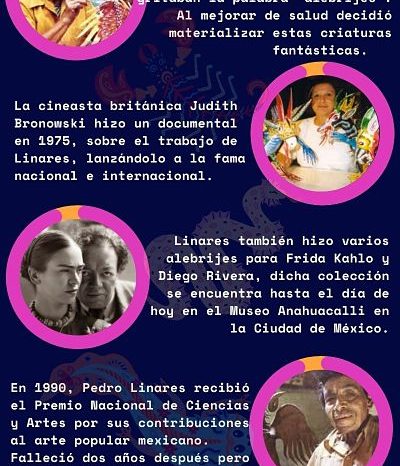 gritaban la palabra "alebrijes".
Al mejorar de salud decidió
materializar estas criaturas
fantásticas.
La cineasta británica Judith
Bronowski hizo un documental
en 1975, sobre el trabajo de
Linares, lanzándolo a la fama
nacional e internacional.
Linares también hizo varios
alebrijes para Frida Kahlo y
Diego Rivera, dicha colección
se encuentra hasta el día de
hoy en el Museo Anahuacalli en
la Ciudad de México.
En 1990, Pedro Linares recibió
el Premio Nacional de Ciencias
y Artes por sus contribuciones
al arte popular mexicano.
Falleció dos años después pero